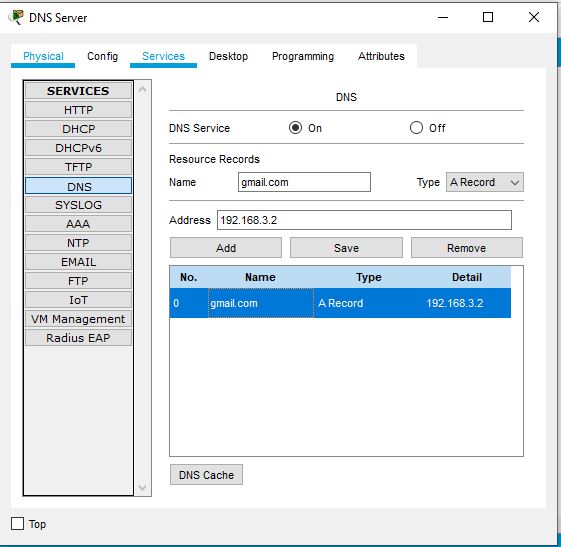 DNS Server
Physical Config Services Desktop Programming Attributes
SERVICES
HTTP
DHCP
DHCPv6
TFTP
DNS
SYSLOG
AAA
NTP
EMAIL
FTP
IoT
VM Management
Radius EAP
DNS
DNS Service On Off
Resource Records
Name gmail.com Type A Record
Address 192.168.3.2
Add Save Remove
No. Name Type Detail
0 gmail.com A Record 192.168.3.2
DNS Cache
Top